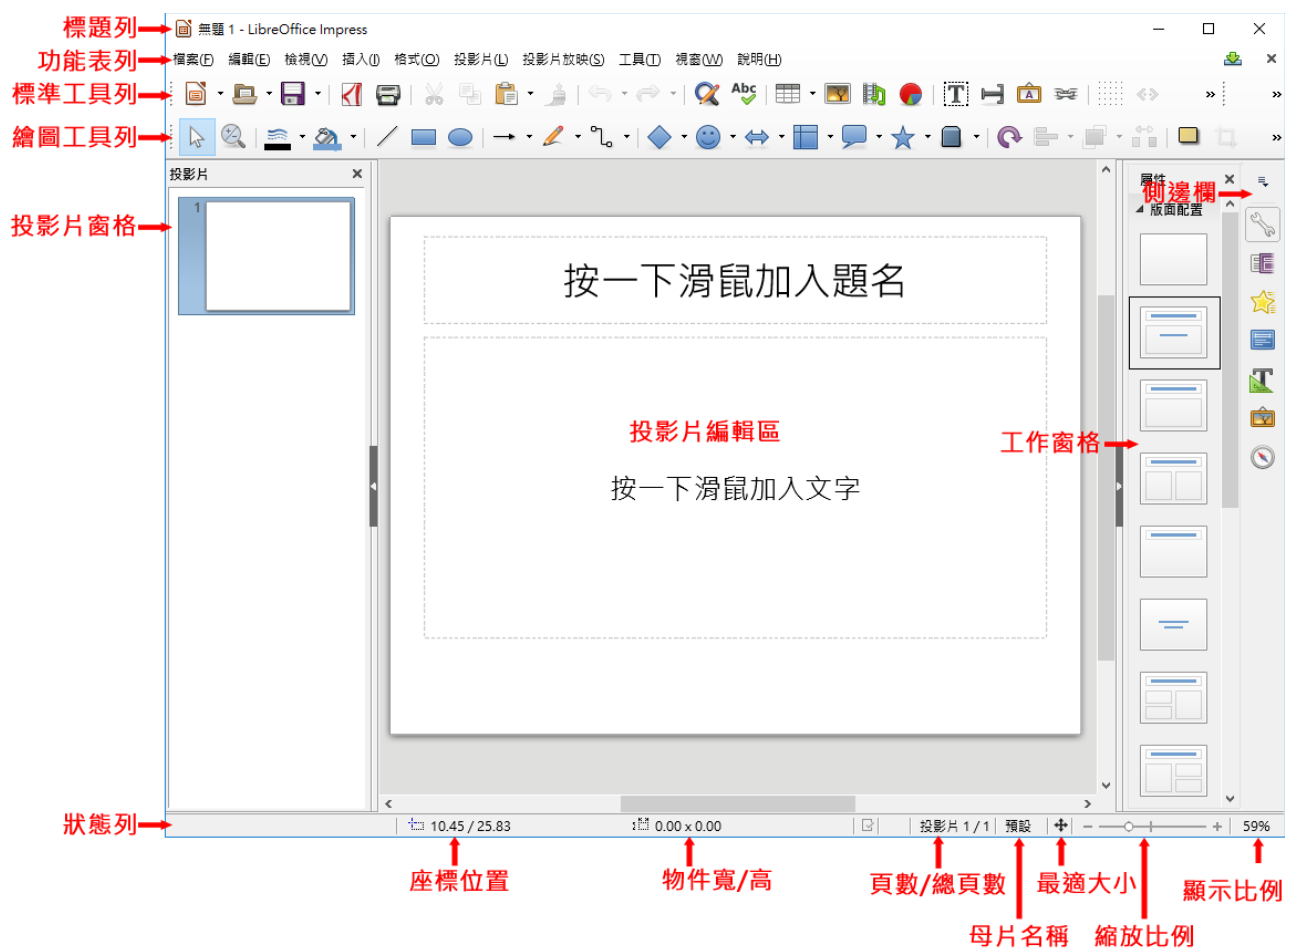 標題列
無題 1 - LibreOffice Impress
功能表列
檔案(F) 編輯(E) 檢視(V) 插入(I) 格式(O) 投影片(L) 投影片放映(S) 工具(T) 視窗(W) 說明(H)
標準工具列
Abc
T
A
繪圖工具列
投影片
屬性
側邊欄
版面配置
投影片窗格
1
按一下滑鼠加入題名
投影片編輯區
工作窗格
按一下滑鼠加入文字
狀態列
10.45 / 25.83
0.00 x 0.00
投影片 1 / 1
預設
59%
座標位置
物件寬/高
頁數/總頁數
最適大小
顯示比例
母片名稱
縮放比例